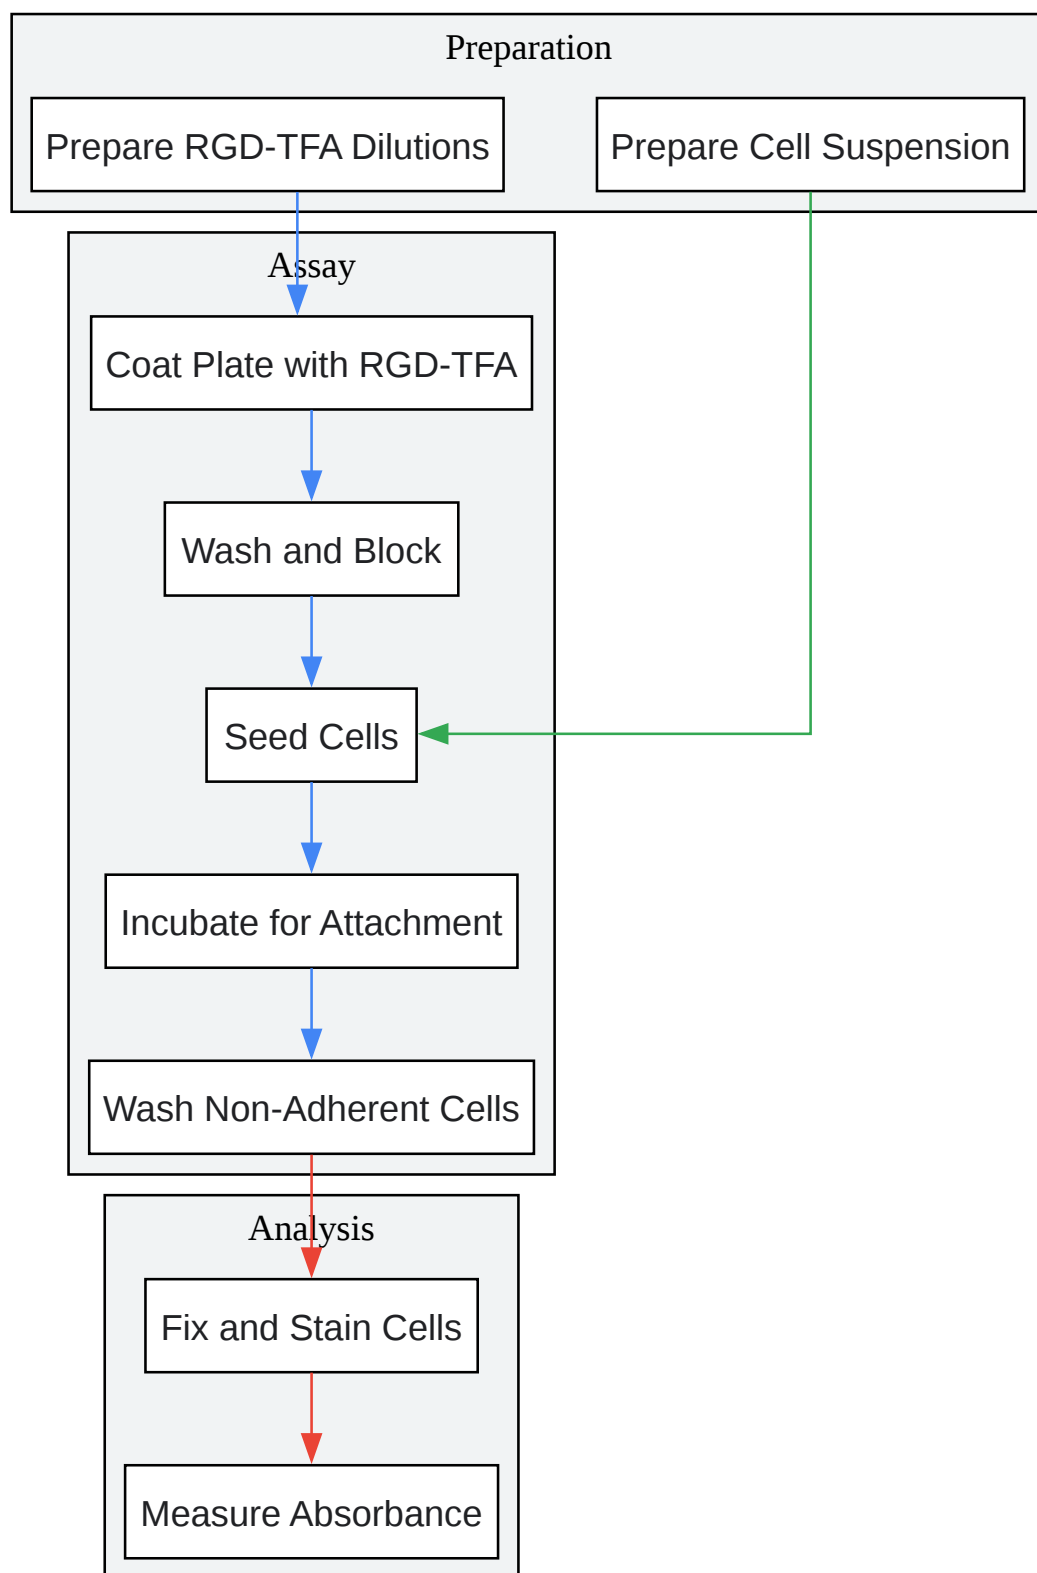 Preparation
Prepare RGD-TFA Dilutions
Prepare Cell Suspension
Assay
Coat Plate with RGD-TFA
Wash and Block
Seed Cells
Incubate for Attachment
Wash Non-Adherent Cells
Analysis
Fix and Stain Cells
Measure Absorbance